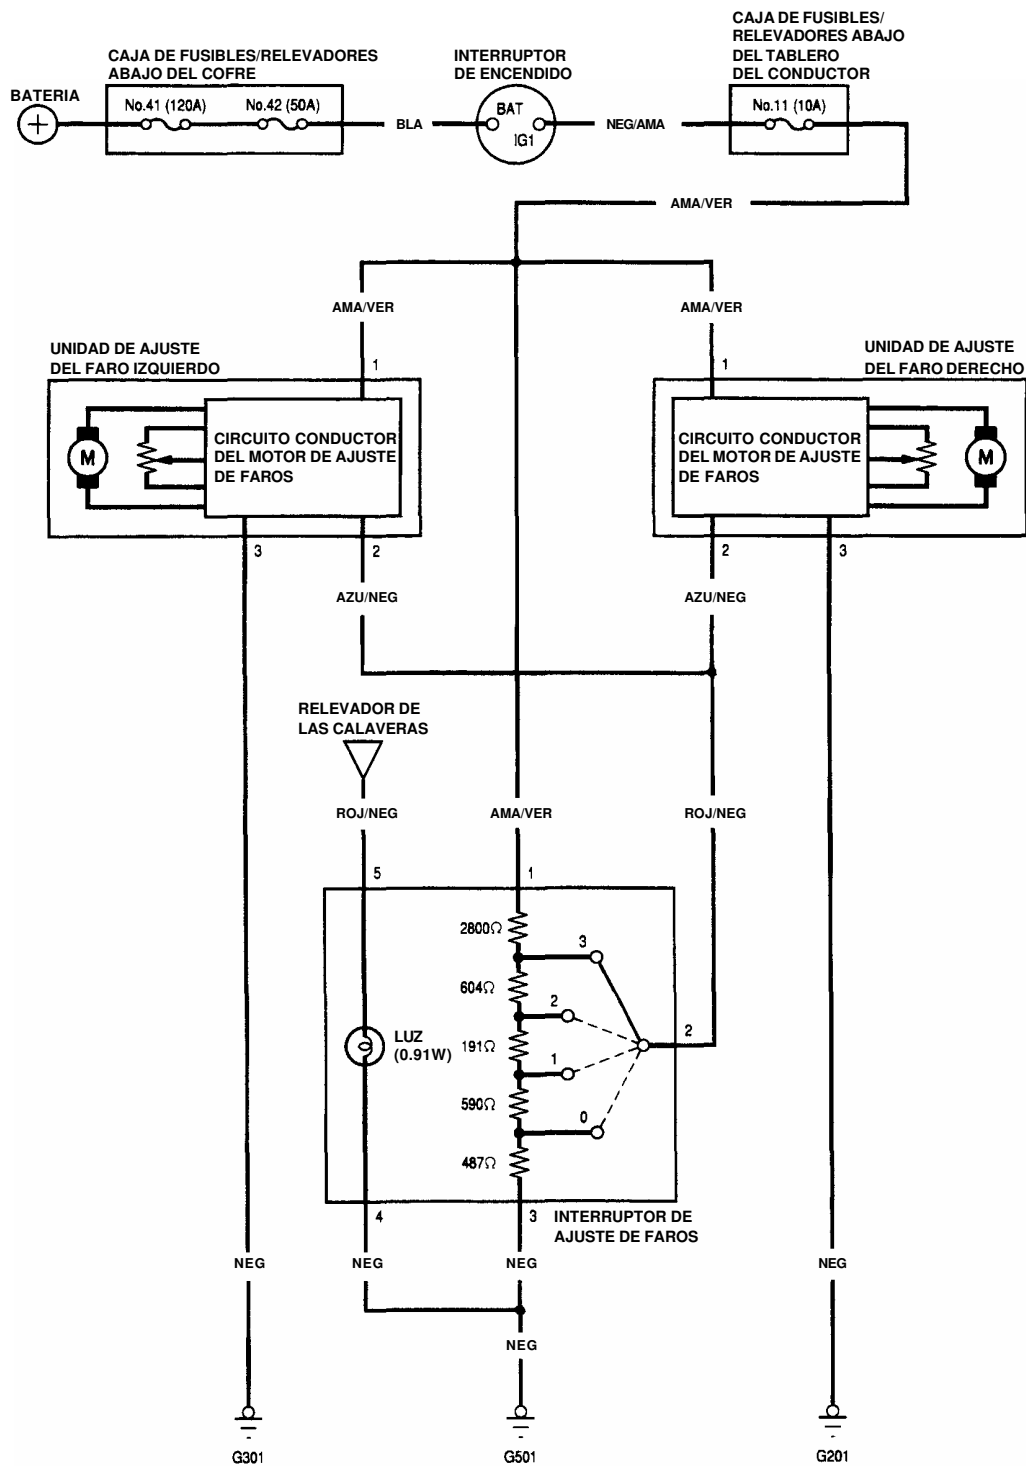 CAJA DE FUSIBLES/
RELEVADORES ABAJO
DEL TABLERO
DEL CONDUCTOR
CAJA DE FUSIBLES/RELEVADORES
ABAJO DEL COFRE
INTERRUPTOR
DE ENCENDIDO
BATERIA
No.41 (120A)
No.42 (50A)
BLA
BAT
IG1
NEG/AMA
No.11 (10A)
AMA/VER
AMA/VER
AMA/VER
UNIDAD DE AJUSTE
DEL FARO IZQUIERDO
1
1
UNIDAD DE AJUSTE
DEL FARO DERECHO
M
CIRCUITO CONDUCTOR
DEL MOTOR DE AJUSTE
DE FAROS
CIRCUITO CONDUCTOR
DEL MOTOR DE AJUSTE
DE FAROS
M
3
2
2
3
AZU/NEG
AZU/NEG
RELEVADOR DE
LAS CALAVERAS
ROJ/NEG
AMA/VER
ROJ/NEG
5
1
2800Ω
3
604Ω
2
LUZ
(0.91W)
191Ω
2
1
590Ω
0
487Ω
4
3
INTERRUPTOR DE
AJUSTE DE FAROS
NEG
NEG
NEG
NEG
NEG
G301
G501
G201